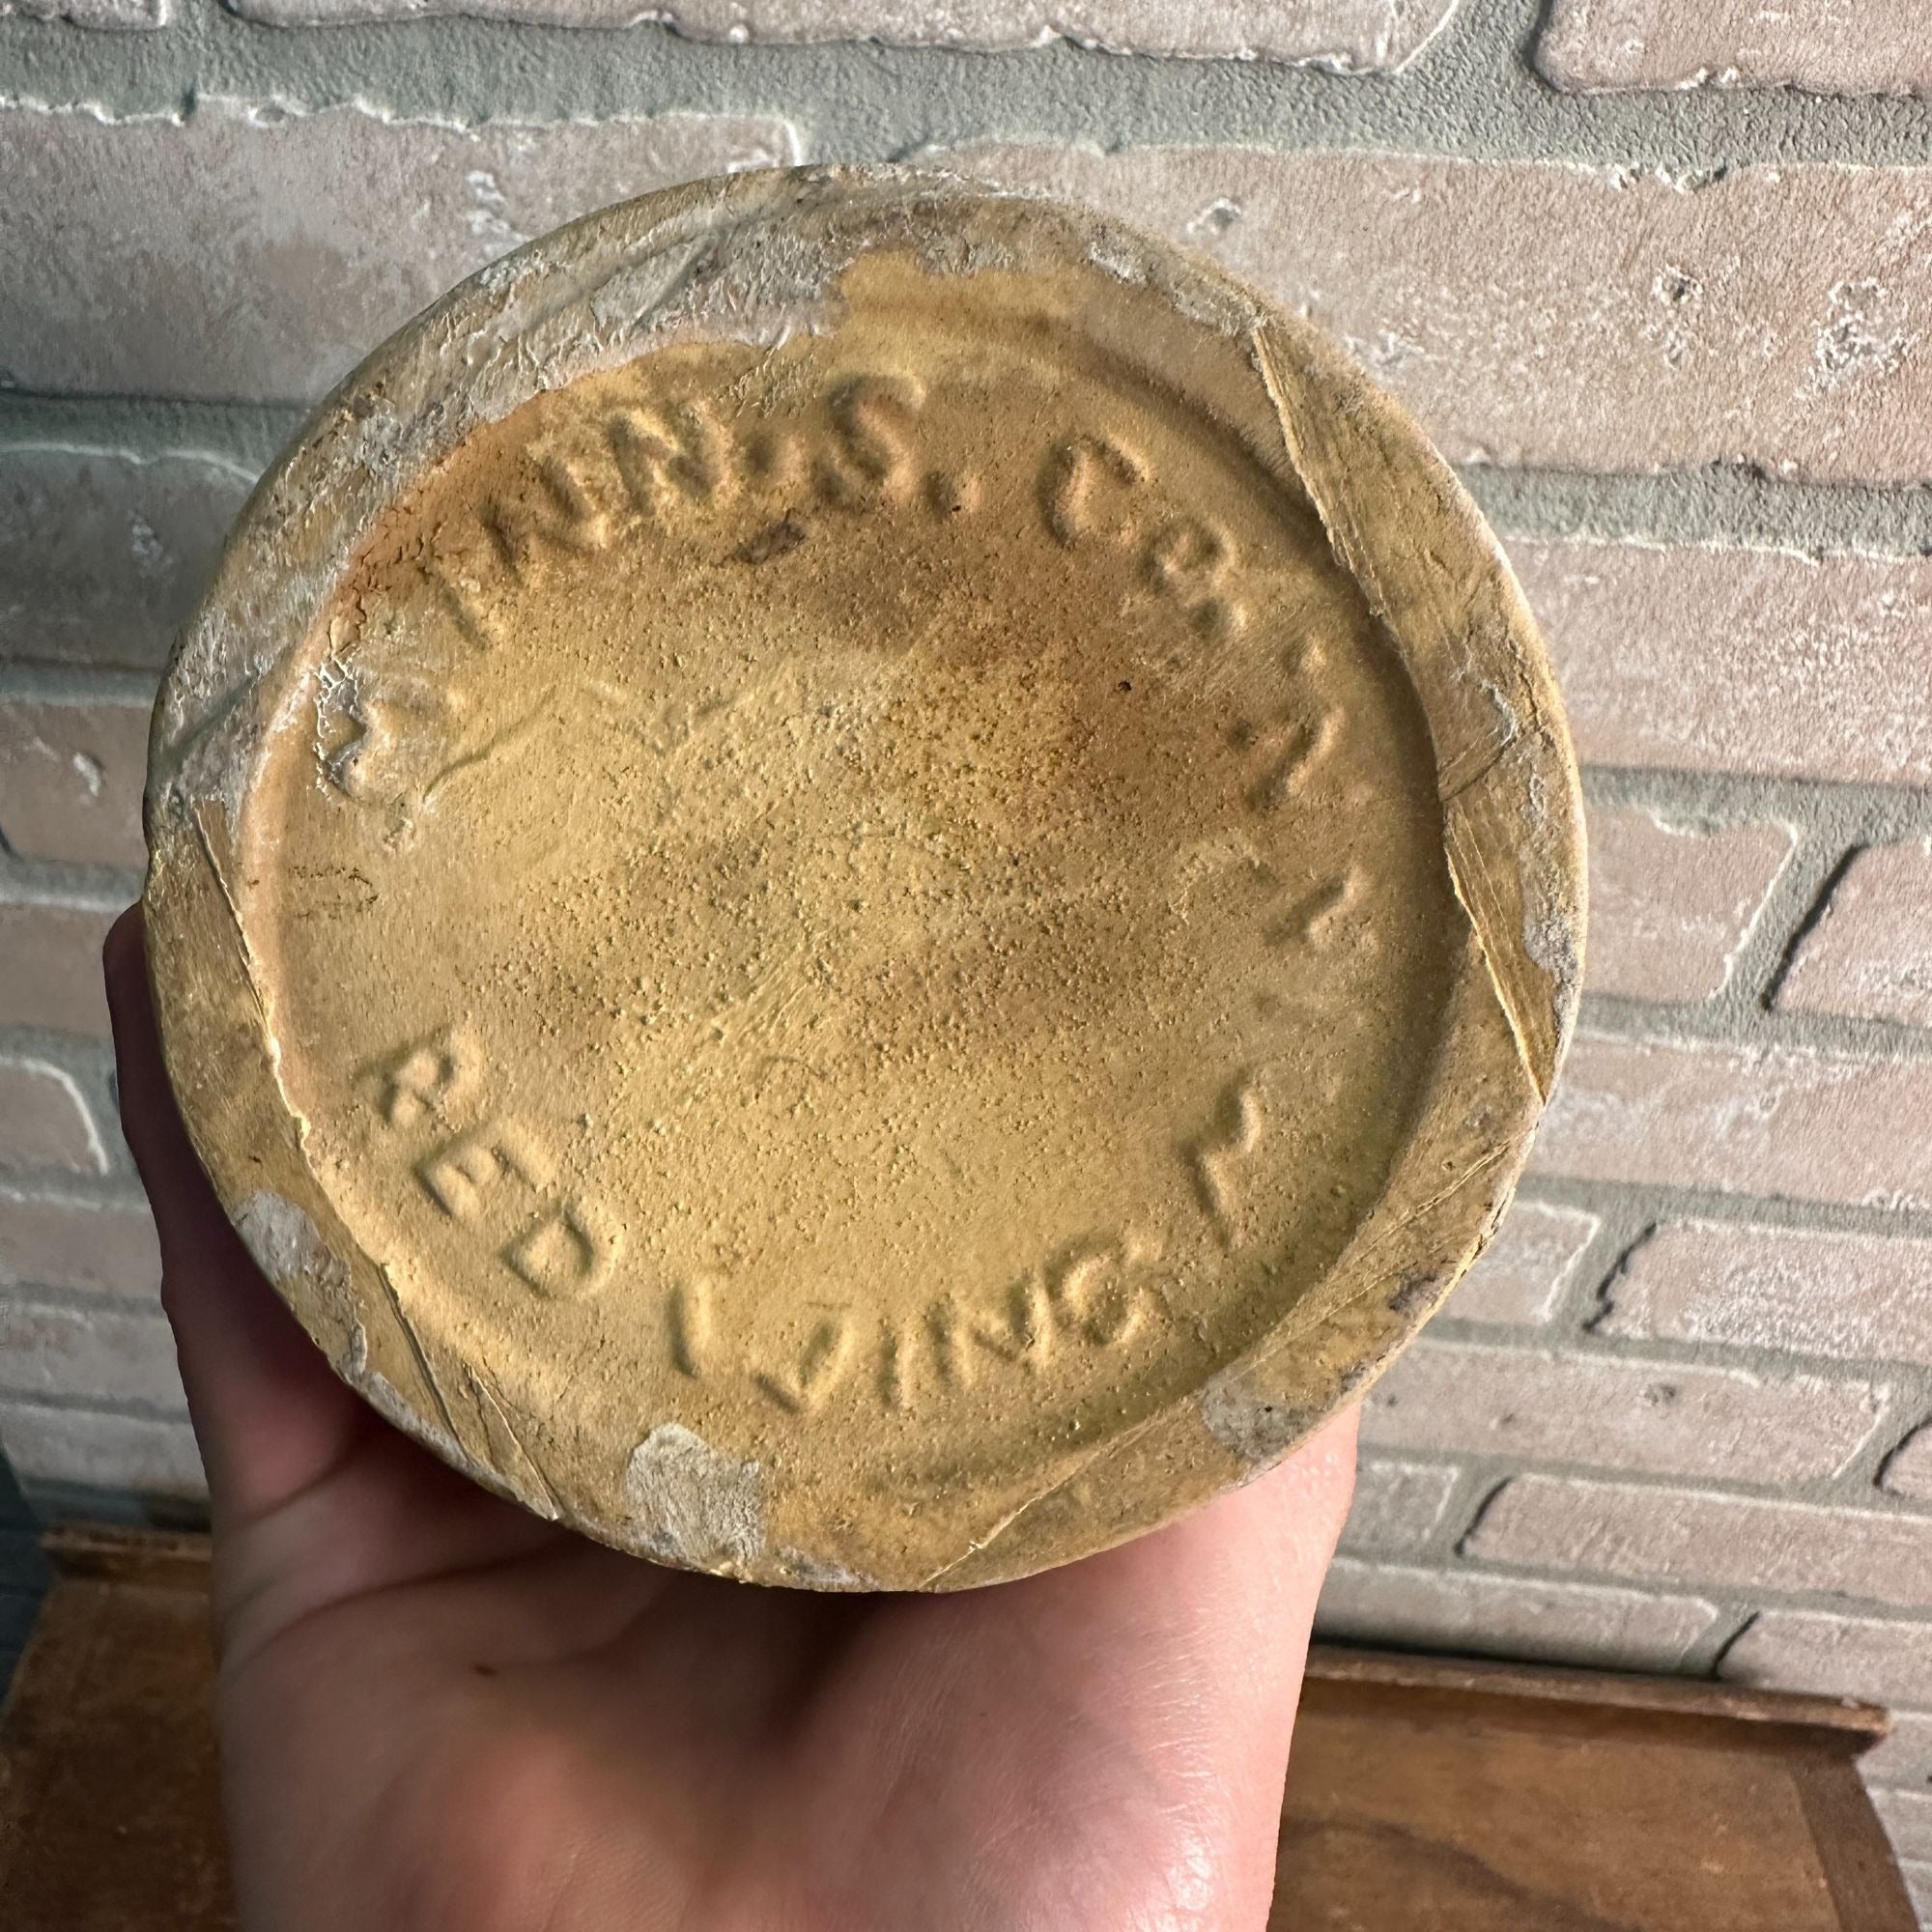 MINN. S. Co.
RED WING M